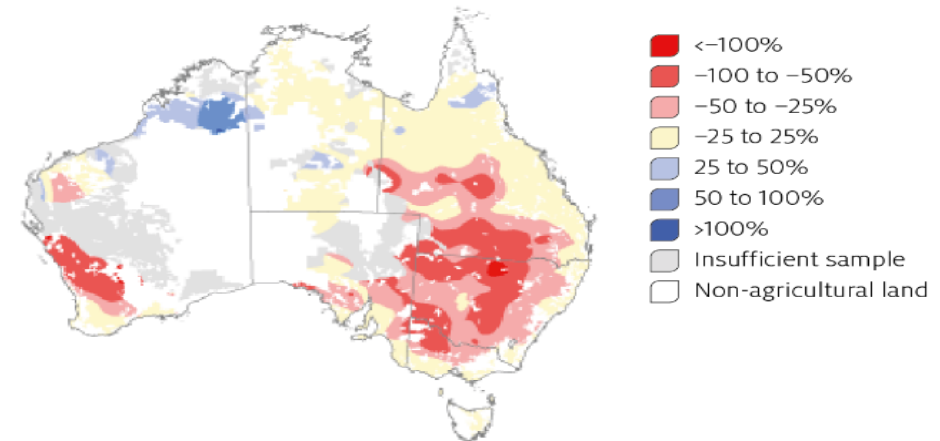 <–100%
–100 to –50%
–50 to –25%
–25 to 25%
25 to 50%
50 to 100%
>100%
Insufficient sample
Non-agricultural land